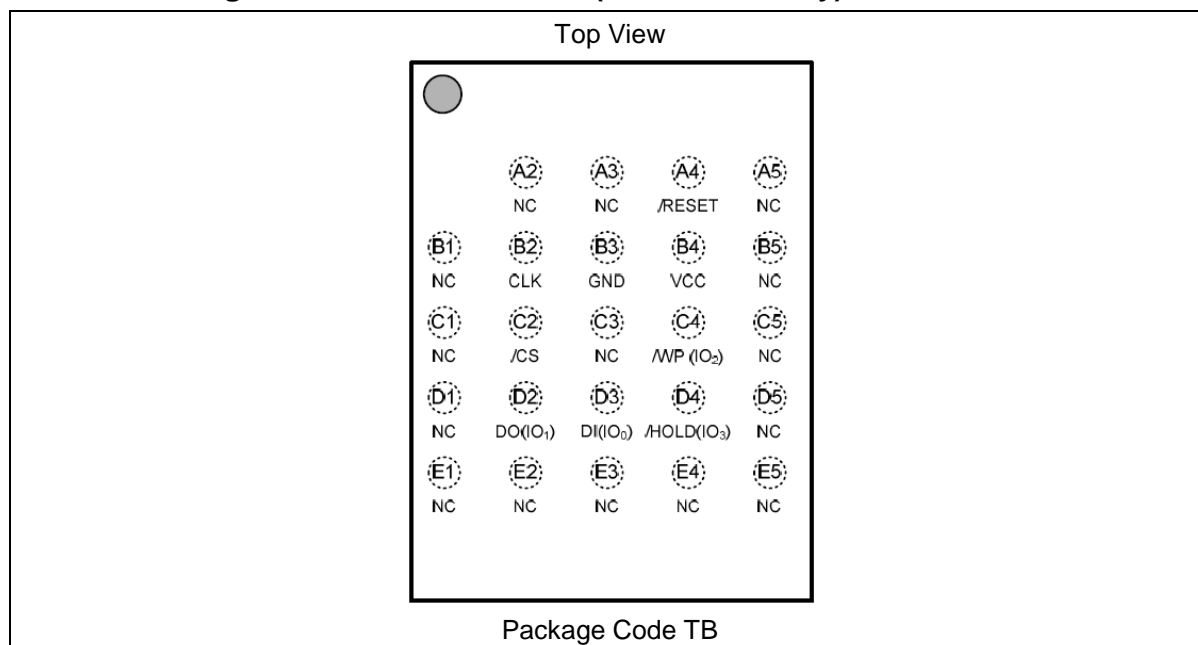 Top View
A2 A3 A4 A5
NC NC /RESET NC
B1 B2 B3 B4 B5
NC CLK GND VCC NC
C1 C2 C3 C4 C5
NC /CS NC /WP (IO₂) NC
D1 D2 D3 D4 D5
NC DO(IO₁) DI(IO₀) /HOLD(IO₃) NC
E1 E2 E3 E4 E5
NC NC NC NC NC
Package Code TB